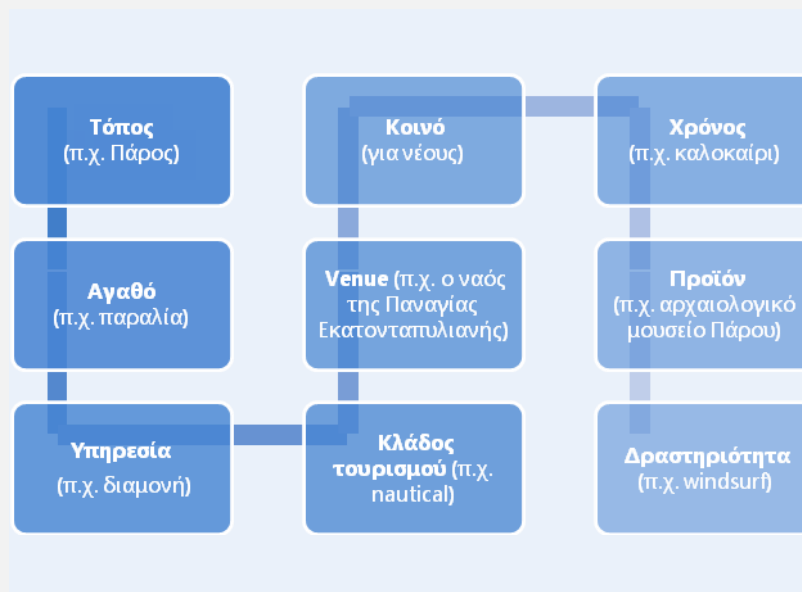 Τόπος
(π.χ. Πάρος)
Αγαθό
(π.χ. παραλία)
Υπηρεσία
(π.χ. διαμονή)
Κλάδος
τουρισμού (π.χ.
nautical)
Venue (π.χ. ο ναός
της Παναγίας
Εκατονταπυλιανής)
Κοινό
(για νέους)
Χρόνος
(π.χ. καλοκαίρι)
Προϊόν
(π.χ. αρχαιολογικό
μουσείο Πάρου)
Δραστηριότητα
(π.χ. windsurf)